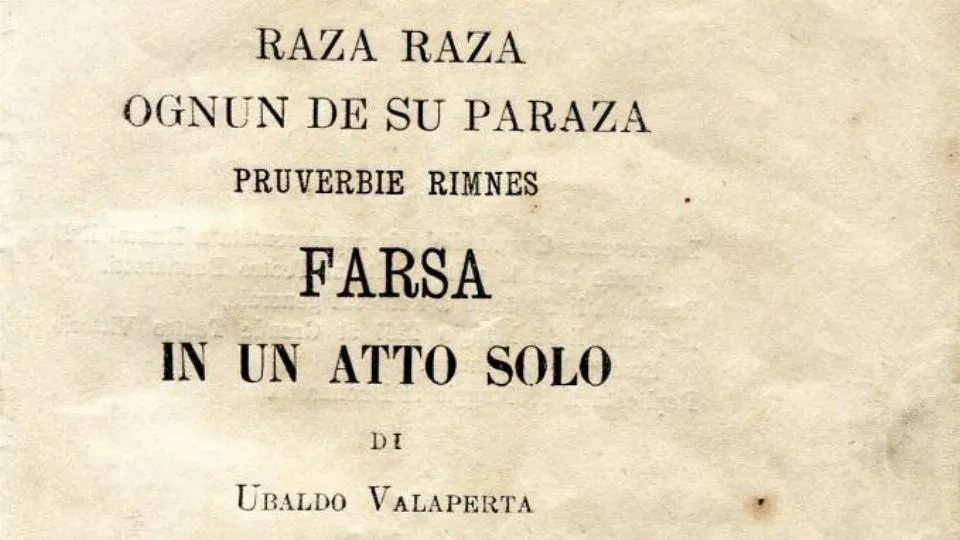 RAZA RAZA
OGNUN DE SU PARAZA
PRUVERBIE RIMNES
FARSA
IN UN ATTO SOLO
DI
UBALDO VALAPERTA